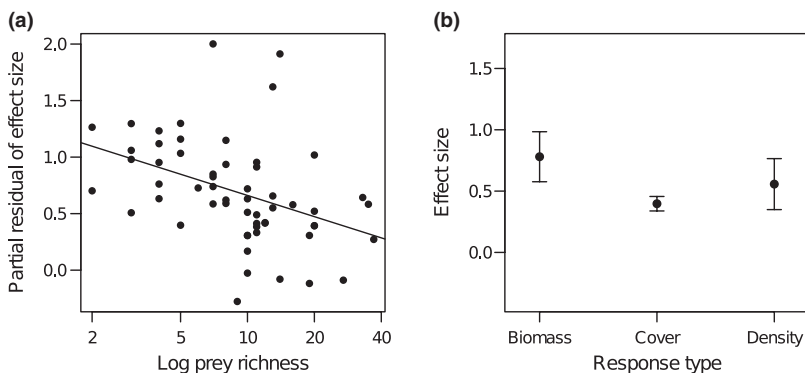 (a)
Partial residual of effect size
2.0
1.5
1.0
0.5
0.0
2 5 10 20 40
Log prey richness
(b)
Effect size
1.5
1.0
0.5
0.0
Biomass Cover Density
Response type